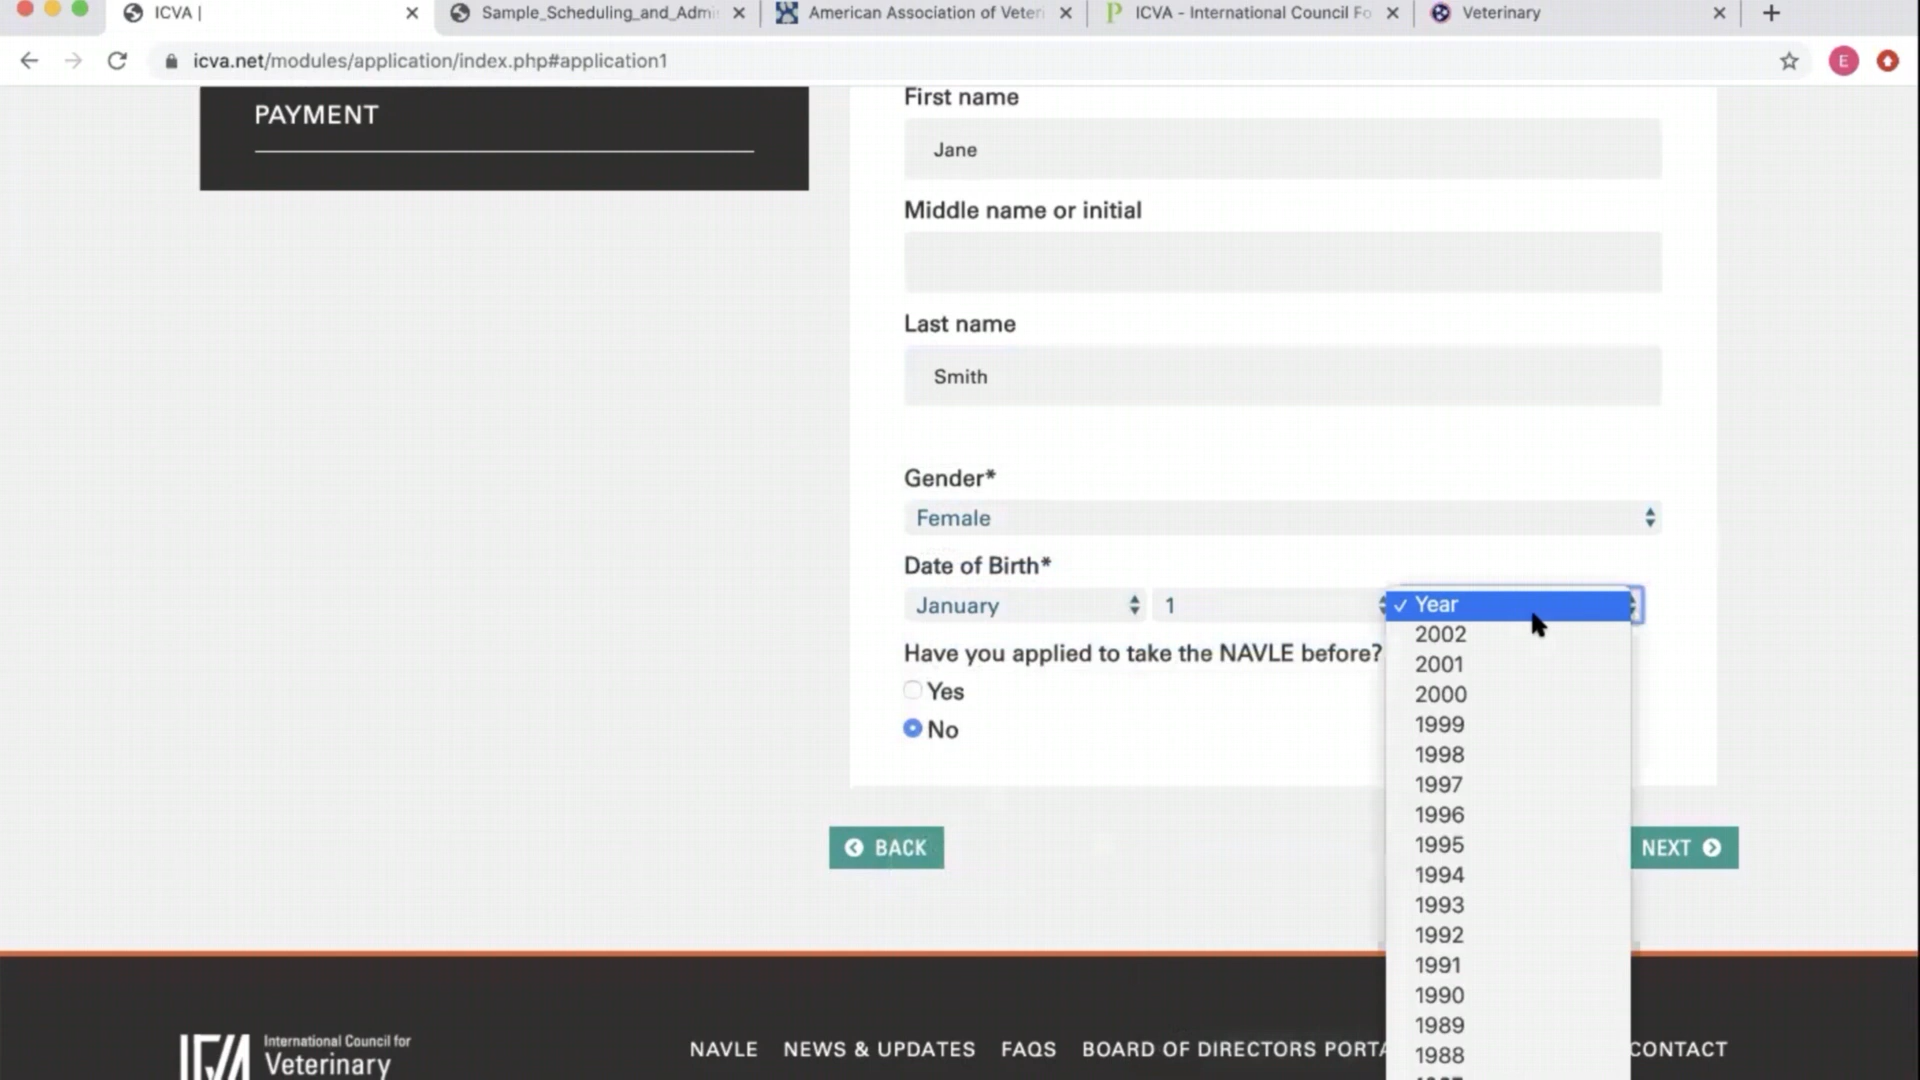 ICVA |
Sample_Scheduling_and_Admi
American Association of Veteri
ICVA - International Council Fo
Veterinary
icva.net/modules/application/index.php#application1
E
PAYMENT
First name
Jane
Middle name or initial
Last name
Smith
Gender*
Female
Date of Birth*
January
1
✓ Year
2002
2001
2000
1999
1998
1997
1996
1995
1994
1993
1992
1991
1990
1989
1988
Have you applied to take the NAVLE before?
Yes
No
BACK
NEXT
ICVA
International Council for
Veterinary
NAVLE
NEWS & UPDATES
FAQS
BOARD OF DIRECTORS PORTA
CONTACT